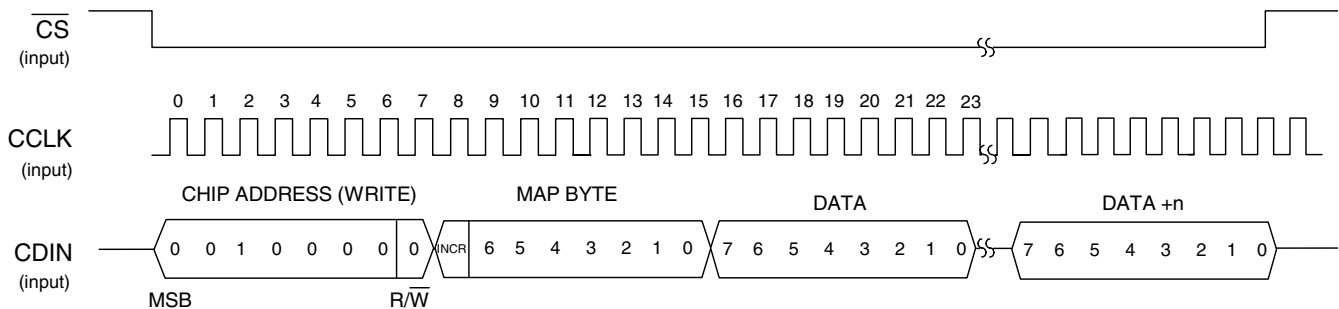 CS
(input)
0 1 2 3 4 5 6 7 8 9 10 11 12 13 14 15 16 17 18 19 20 21 22 23
CCLK
(input)
CHIP ADDRESS (WRITE) MAP BYTE DATA DATA +n
CDIN 0 0 1 0 0 0 0 0 INCR 6 5 4 3 2 1 0 7 6 5 4 3 2 1 0 7 6 5 4 3 2 1 0
(input)
MSB R/W